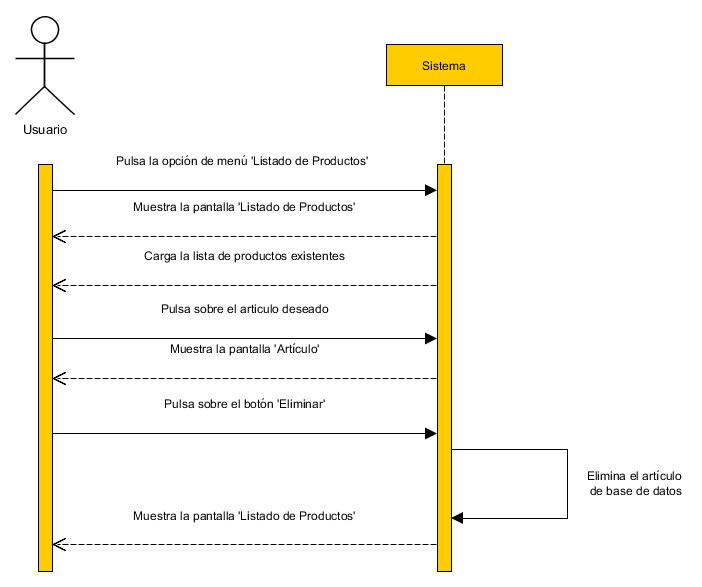 Usuario
Sistema
Pulsa la opción de menú 'Listado de Productos'
Muestra la pantalla 'Listado de Productos'
Carga la lista de productos existentes
Pulsa sobre el articulo deseado
Muestra la pantalla 'Artículo'
Pulsa sobre el botón 'Eliminar'
Elimina el artículo
de base de datos
Muestra la pantalla 'Listado de Productos'